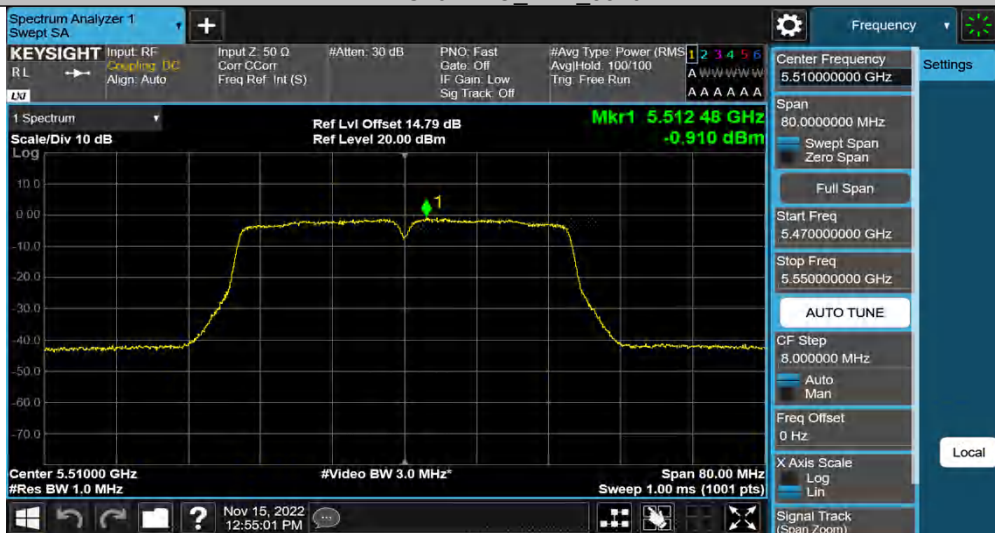 Spectrum Analyzer 1
Swept SA
+
Frequency
KEYSIGHT
RL
LXI
Input: RF
Coupling: DC
Align: Auto
Input Z: 50 Ω
Corr CCorr
Freq Ref: Int (S)
#Atten: 30 dB
PNO: Fast
Gate: Off
IF Gain: Low
Sig Track: Off
#Avg Type: Power (RMS
Avg|Hold: 100/100
Trig: Free Run
1 2 3 4 5 6
A W W W W W
A A A A A A
Center Frequency
5.510000000 GHz
Settings
1 Spectrum
Scale/Div 10 dB
Log
Ref Lvl Offset 14.79 dB
Ref Level 20.00 dBm
Mkr1 5.512 48 GHz
-0.910 dBm
Span
80.0000000 MHz
Swept Span
Zero Span
Full Span
Start Freq
5.470000000 GHz
Stop Freq
5.550000000 GHz
AUTO TUNE
CF Step
8.000000 MHz
Auto
Man
Freq Offset
0 Hz
X Axis Scale
Log
Lin
Signal Track
(Span Zoom)
Local
10.0
0.00
-10.0
-20.0
-30.0
-40.0
-60.0
-70.0
1
Center 5.51000 GHz
#Res BW 1.0 MHz
#Video BW 3.0 MHz*
Span 80.00 MHz
Sweep 1.00 ms (1001 pts)
?
Nov 15, 2022
12:55:01 PM